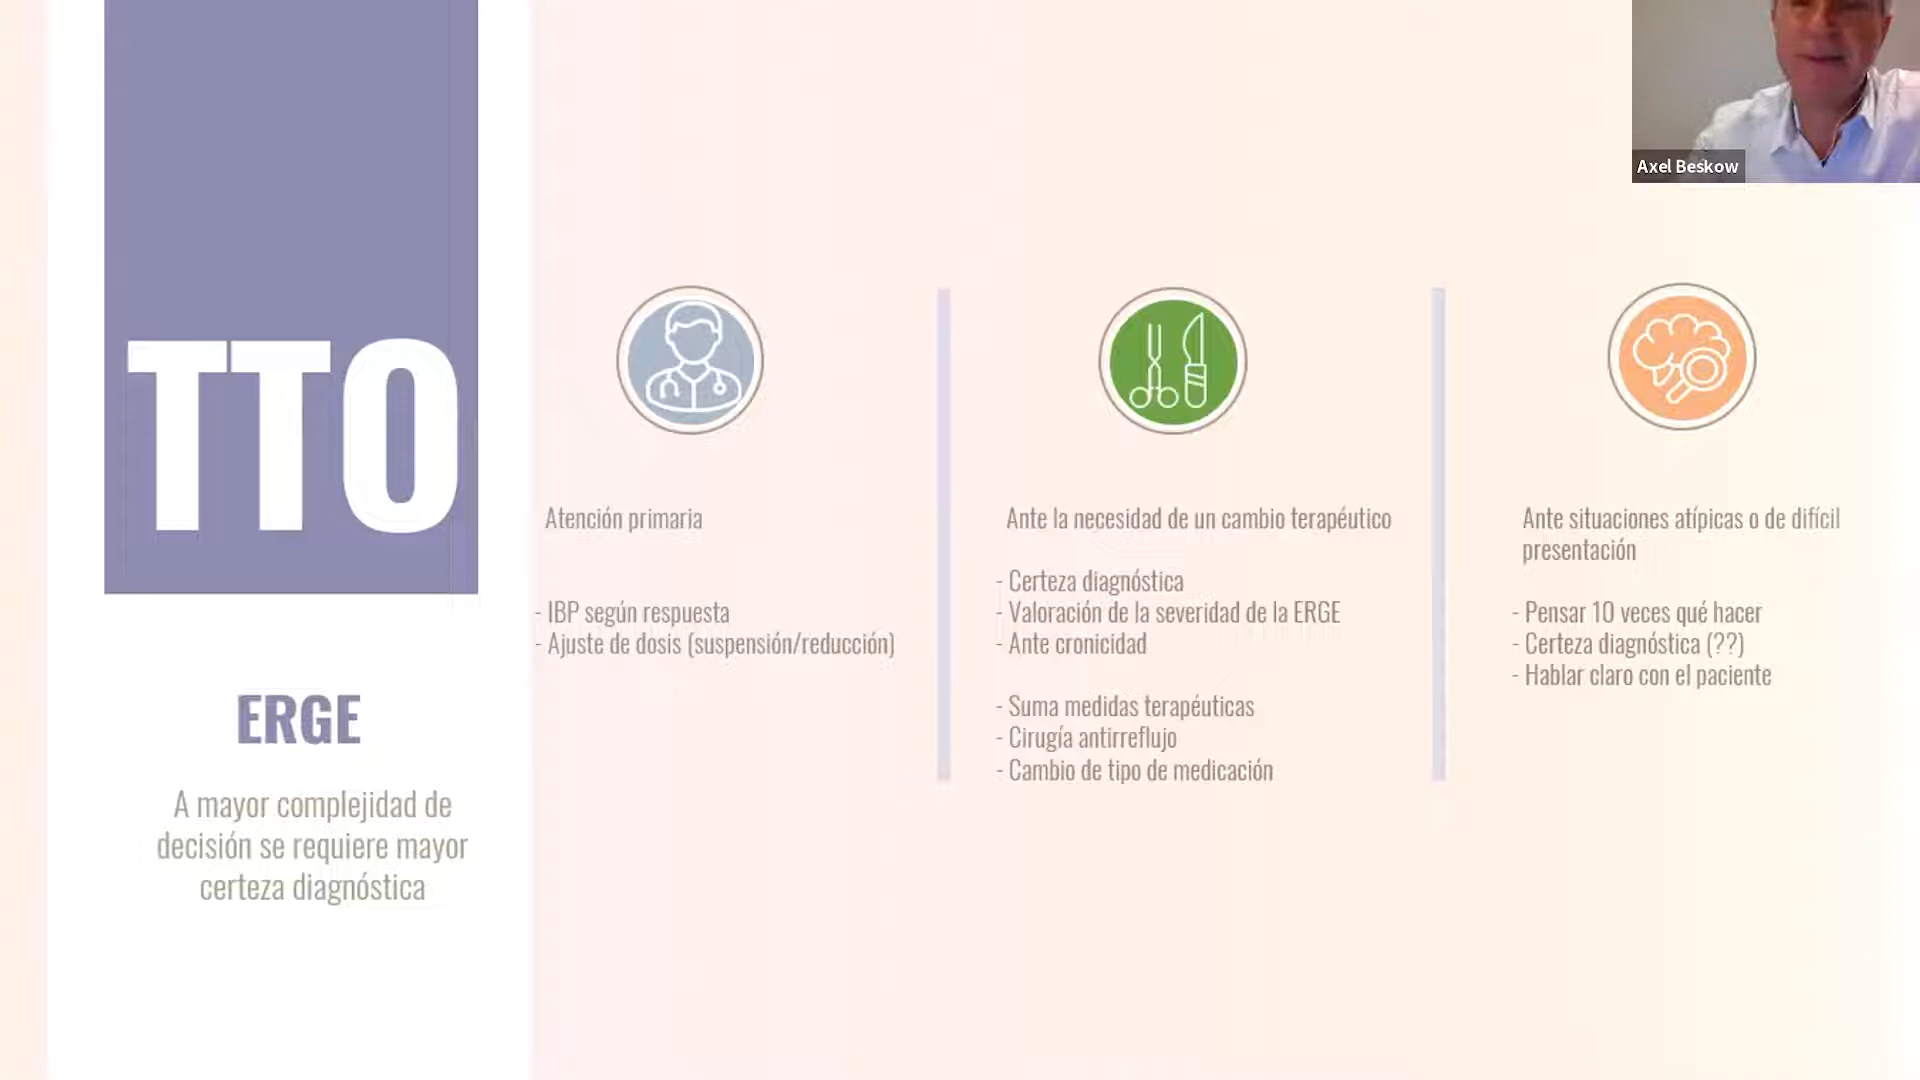 TTO
ERGE
A mayor complejidad de
decisión se requiere mayor
certeza diagnóstica
Atención primaria
- IBP según respuesta
- Ajuste de dosis (suspensión/reducción)
Ante la necesidad de un cambio terapéutico
- Certeza diagnóstica
- Valoración de la severidad de la ERGE
- Ante cronicidad
- Suma medidas terapéuticas
- Cirugía antirreflujo
- Cambio de tipo de medicación
Ante situaciones atípicas o de difícil
presentación
- Pensar 10 veces qué hacer
- Certeza diagnóstica (??)
- Hablar claro con el paciente
Axel Beskow